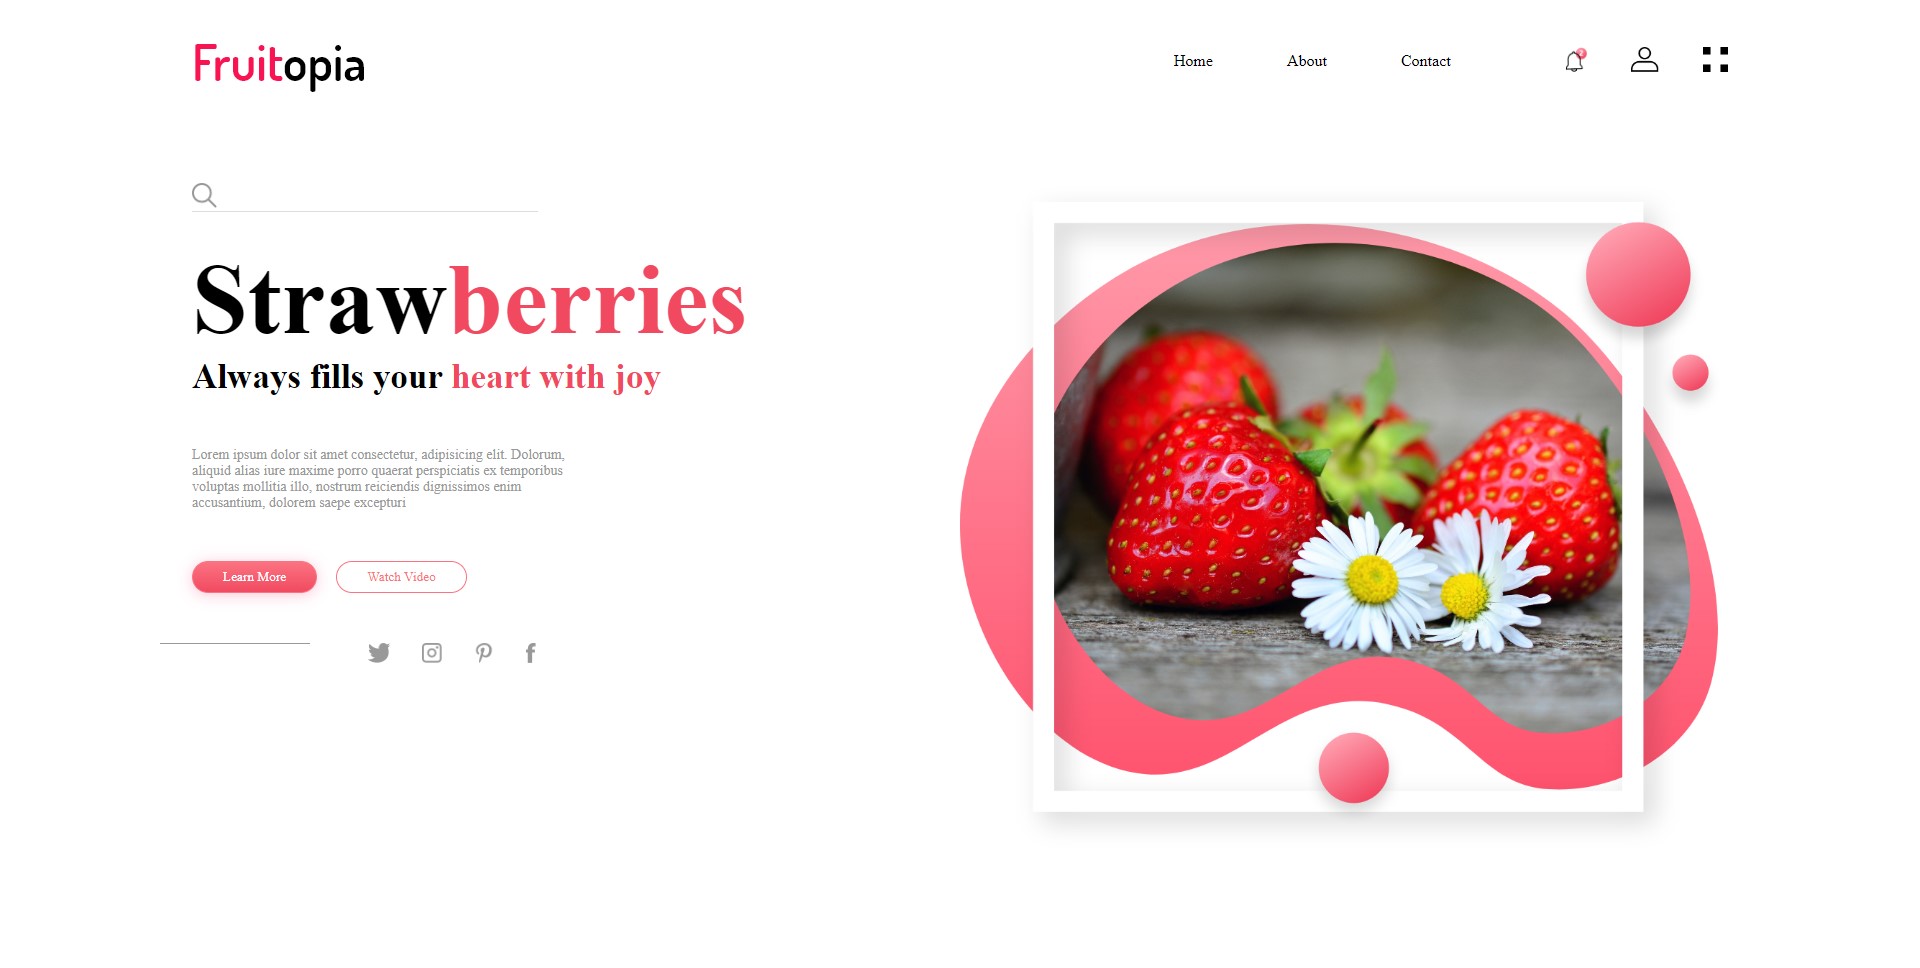 Fruitopia
Home
About
Contact
Strawberries
Always fills your heart with joy
Lorem ipsum dolor sit amet consectetur, adipisicing elit. Dolorum,
aliquid alias iure maxime porro quaerat perspiciatis ex temporibus
voluptas mollitia illo, nostrum reiciendis dignissimos enim
accusantium, dolorem saepe excepturi
Learn More
Watch Video